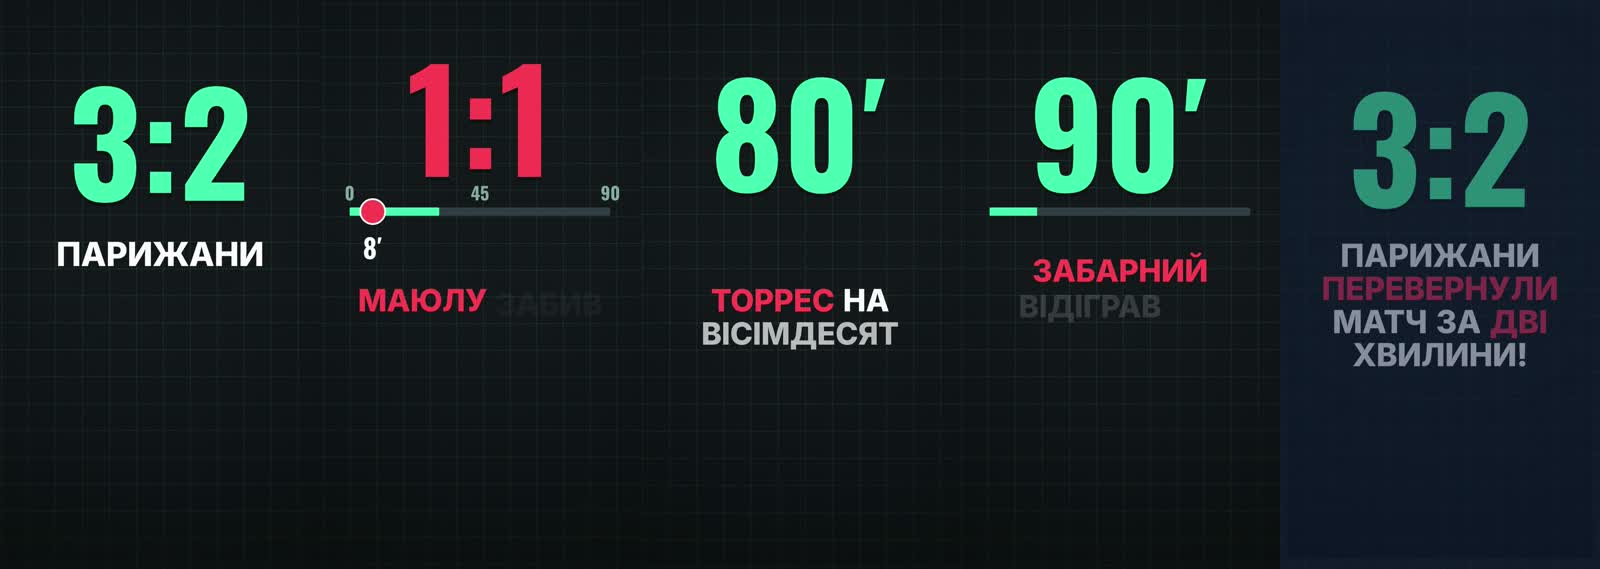 3:2
ПАРИЖАНИ
1:1
0 45 90
8′
МАЮЛУ ЗАБИВ
80′
ТОРРЕС НА
ВІСІМДЕСЯТ
90′
ЗАБАРНИЙ
ВІДІГРАВ
3:2
ПАРИЖАНИ
ПЕРЕВЕРНУЛИ
МАТЧ ЗА ДВІ
ХВИЛИНИ!